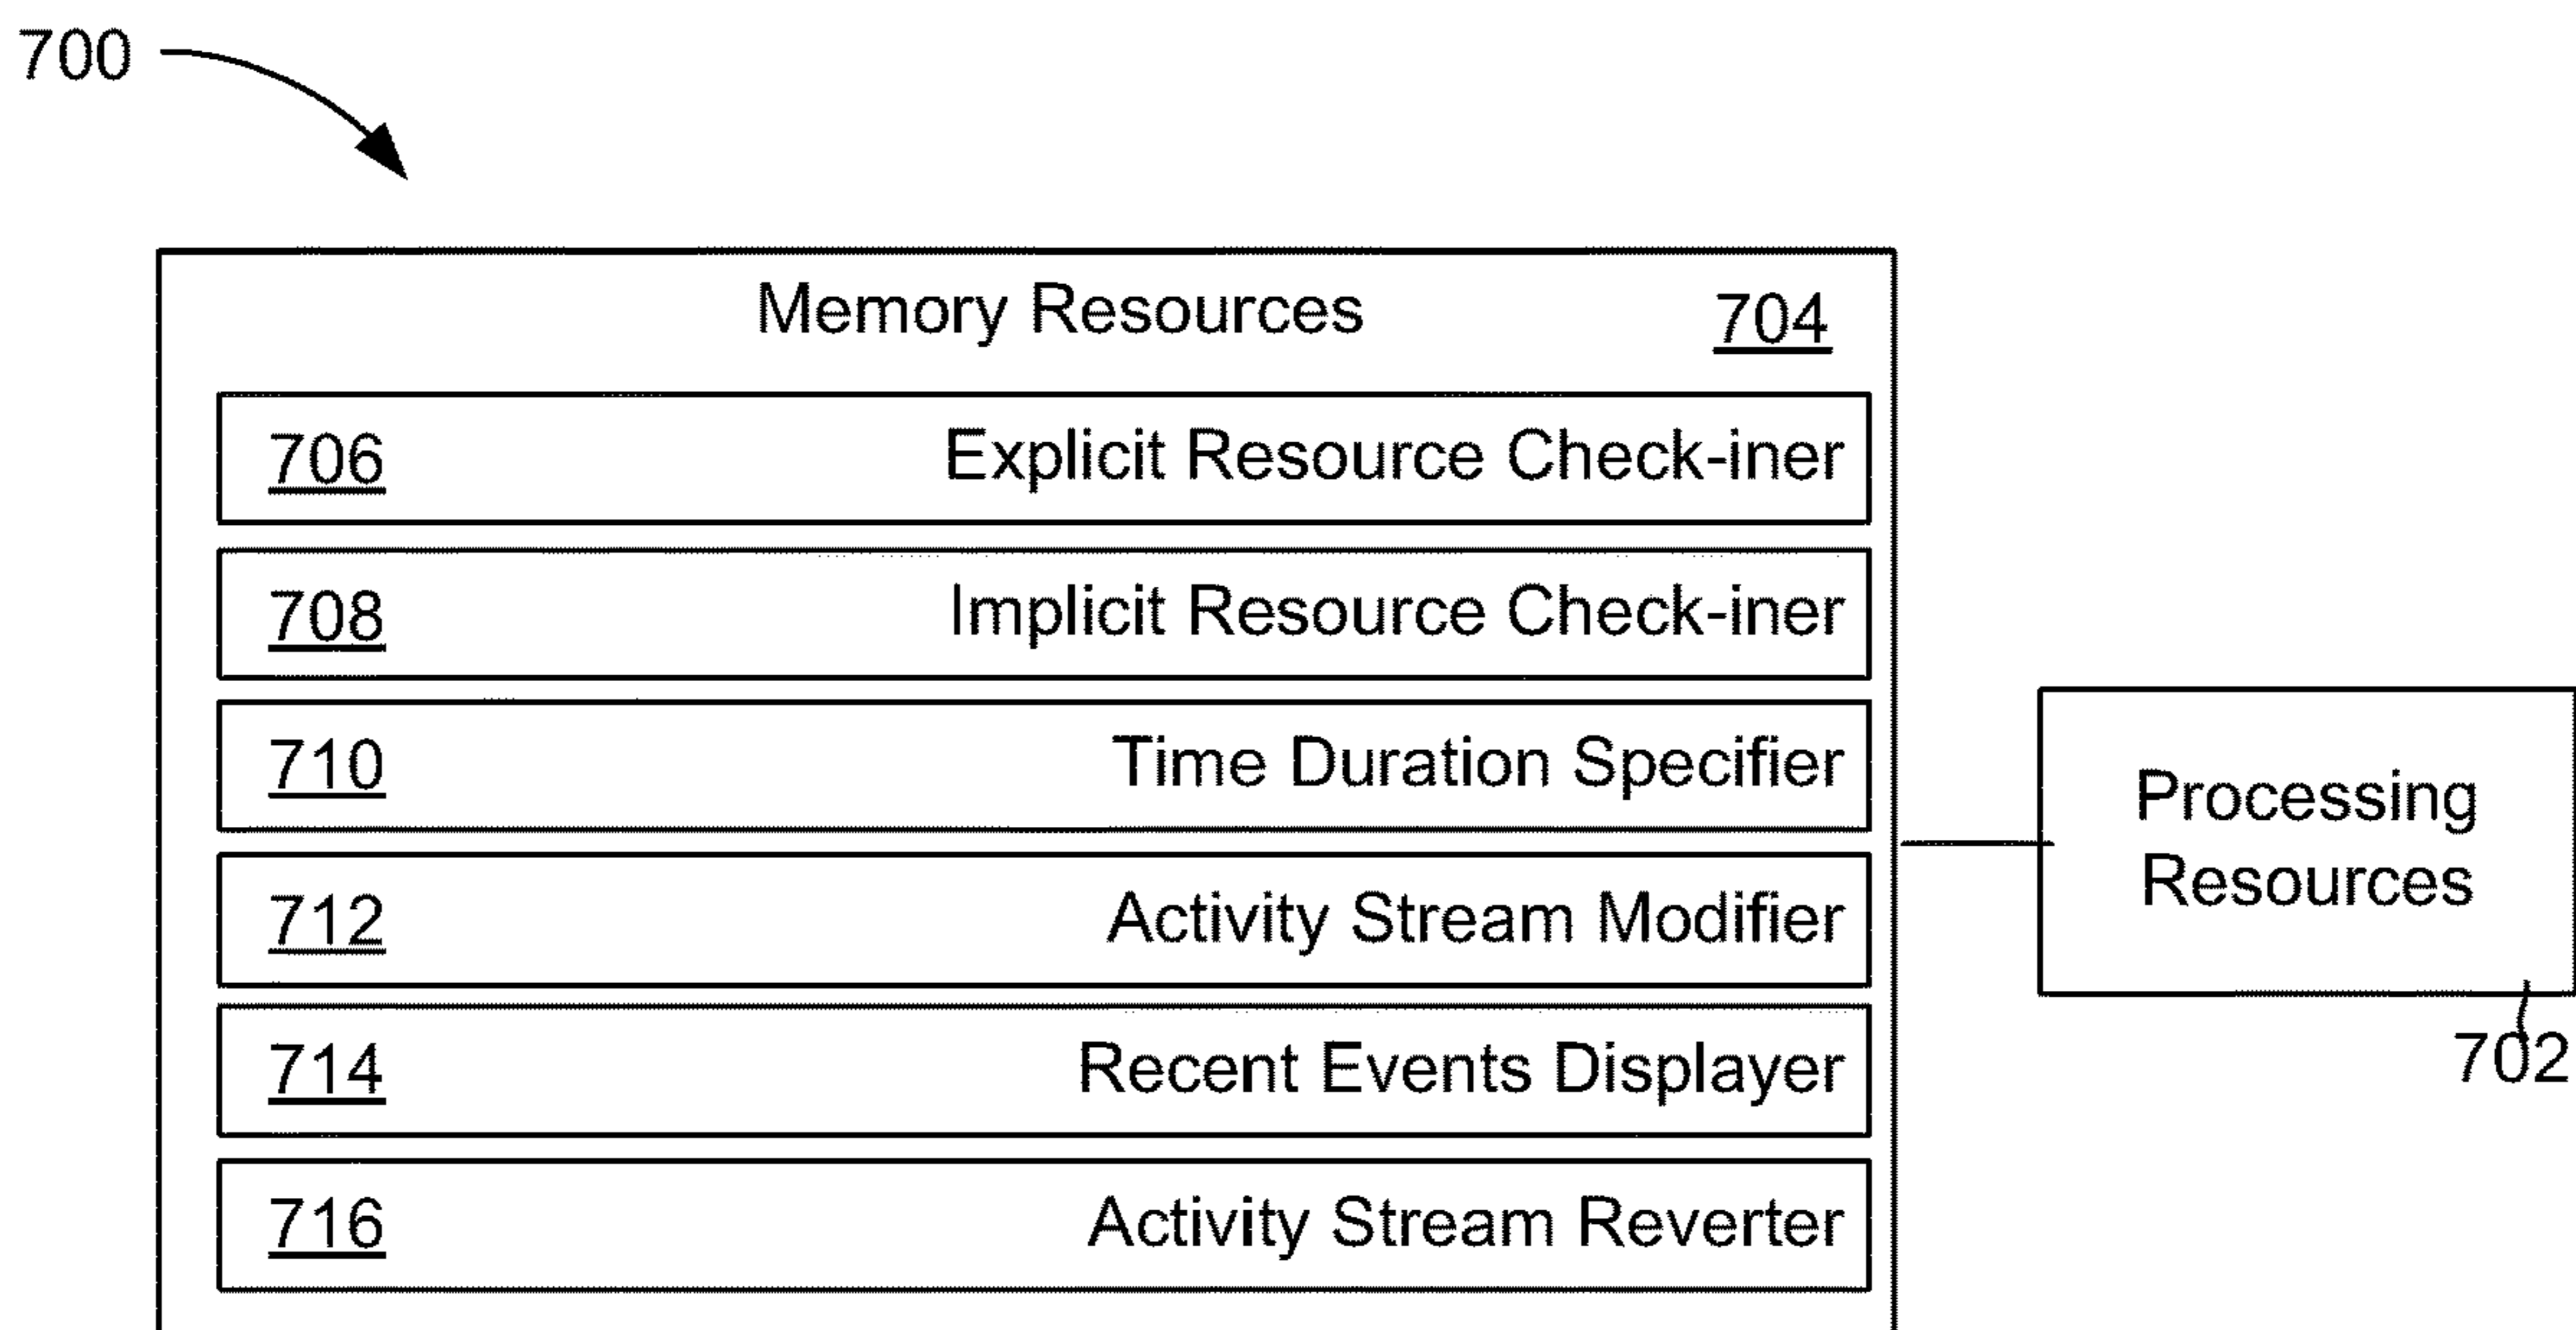 700
Memory Resources 704
706 Explicit Resource Check-iner
708 Implicit Resource Check-iner
710 Time Duration Specifier
712 Activity Stream Modifier
714 Recent Events Displayer
716 Activity Stream Reverter
Processing
Resources
702